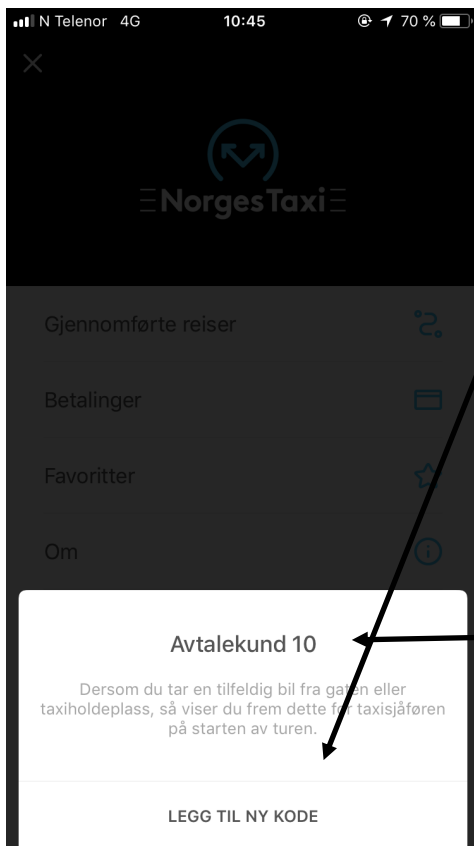 N Telenor 4G 10:45 70 %
NorgesTaxi
Gjennomførte reiser
Betalinger
Favoritter
Om
Avtalekund 10
Dersom du tar en tilfeldig bil fra gaten eller
taxiholdeplass, så viser du frem dette for taxisjåføren
på starten av turen.
LEGG TIL NY KODE